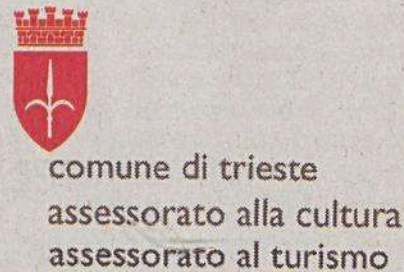 comune di trieste
assessorato alla cultura
assessorato al turismo